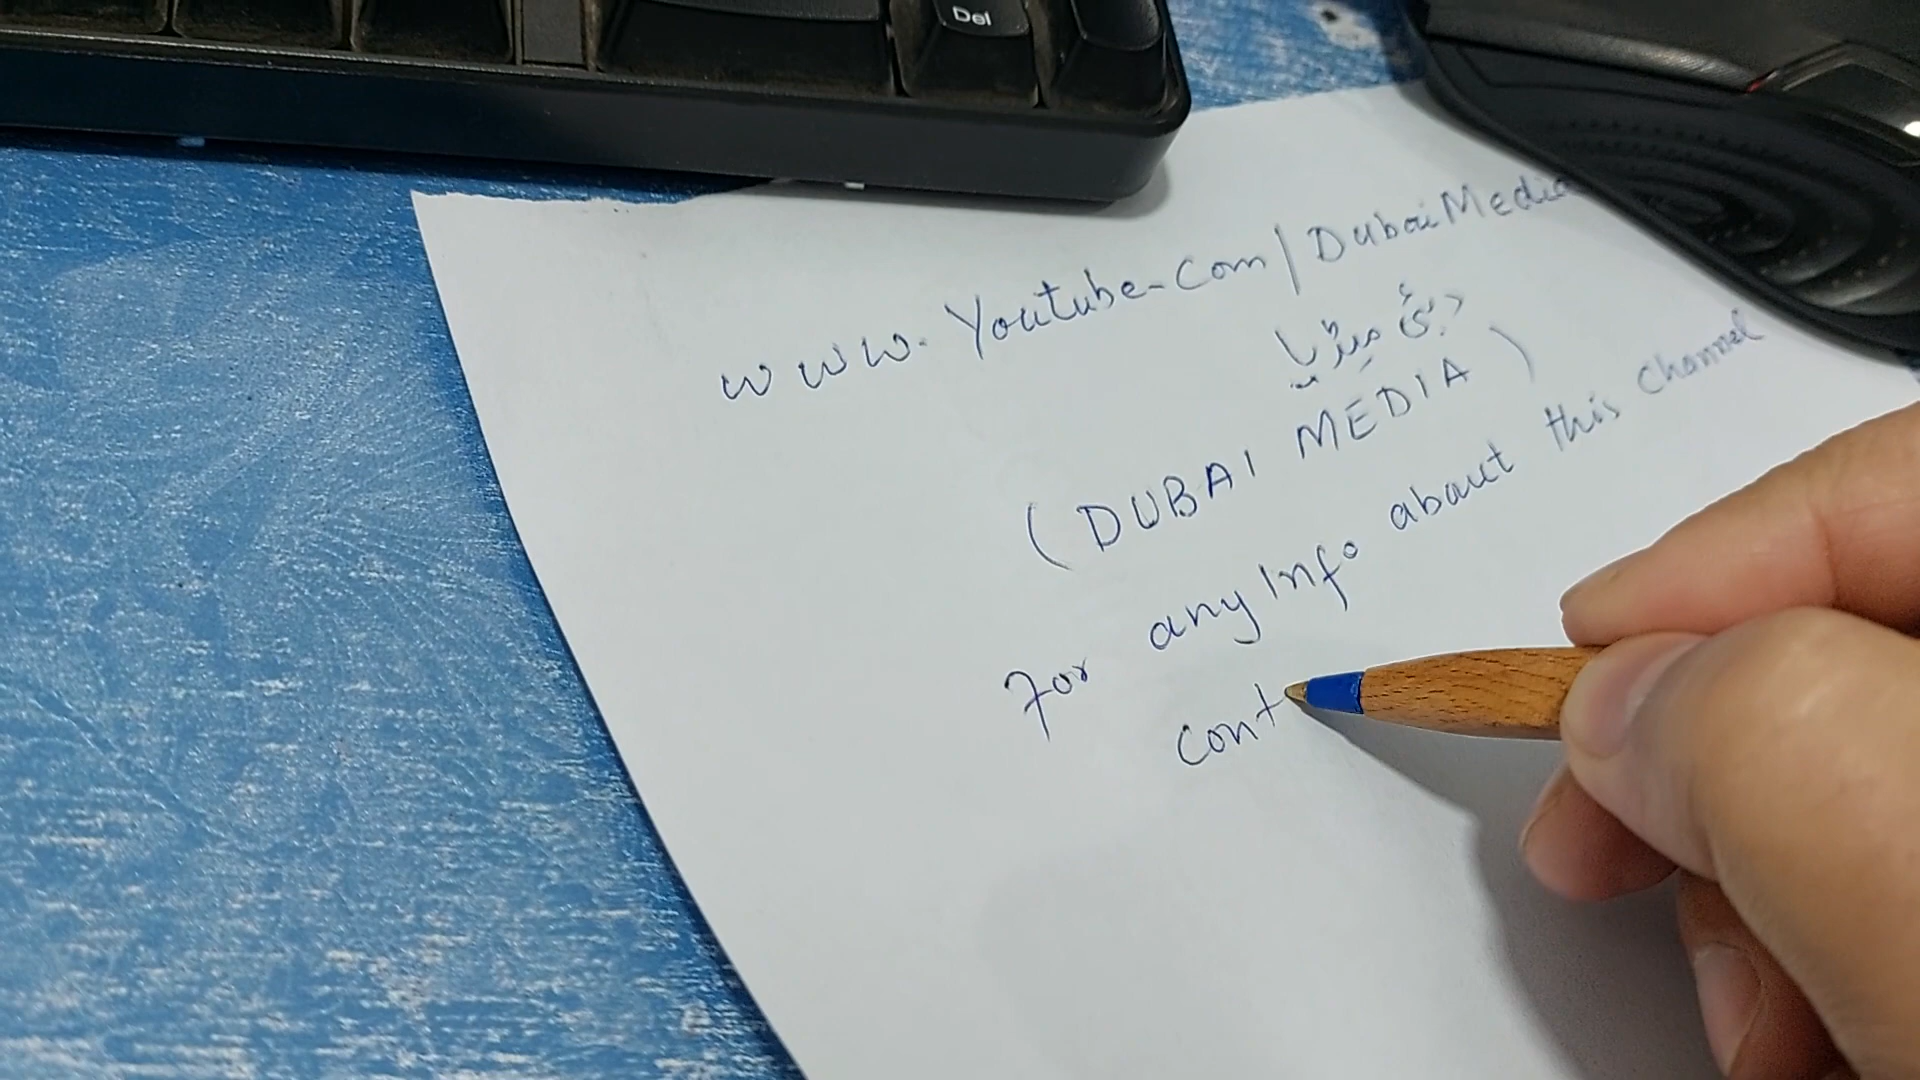 Del
www.Youtube.com/DubaiMedia
دبئی میڈیا
(DUBAI MEDIA)
For any Info about this channel
cont